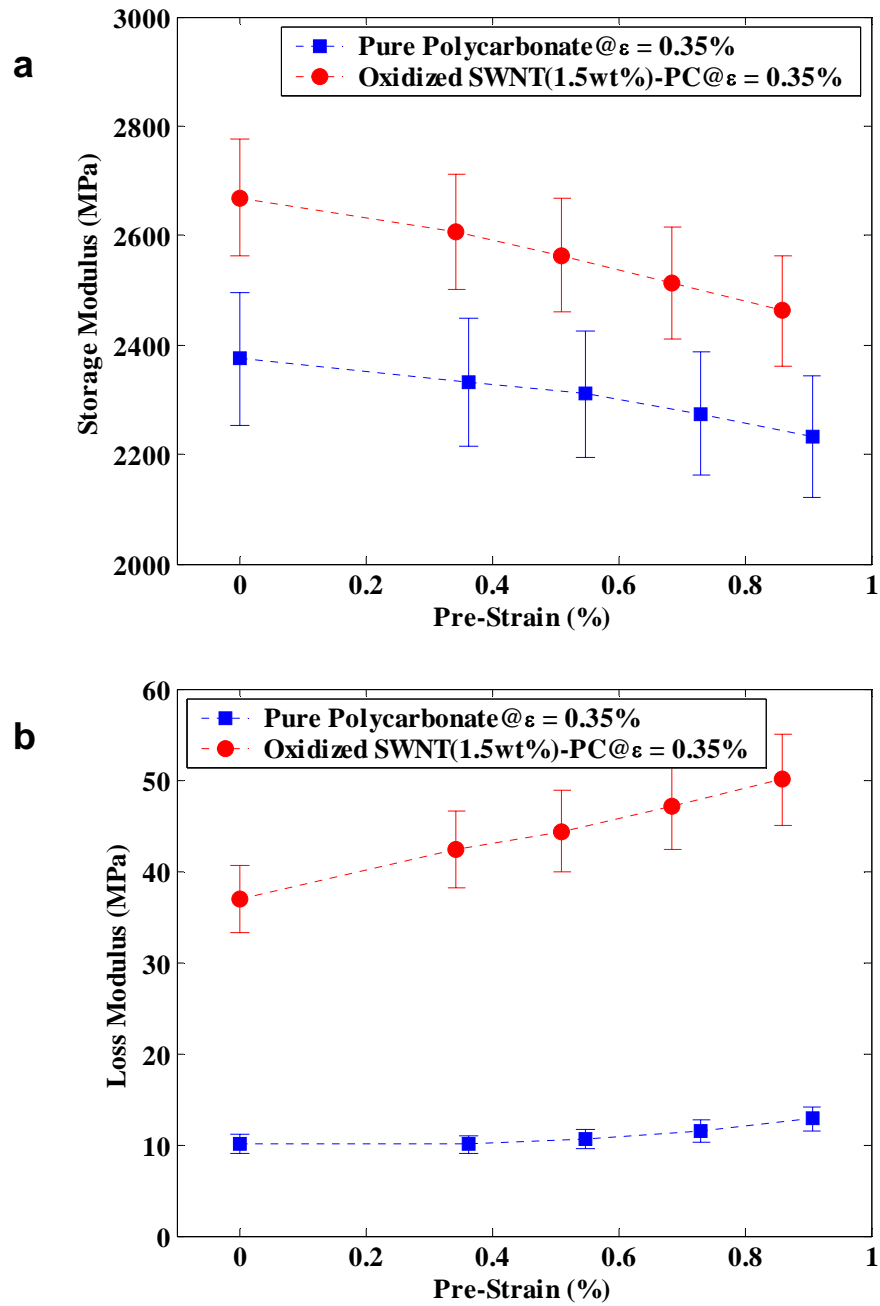 a
3000
Pure Polycarbonate@ε = 0.35%
Oxidized SWNT(1.5wt%)-PC@ε = 0.35%
2800
2600
2400
2200
2000
Storage Modulus (MPa)
0 0.2 0.4 0.6 0.8 1
Pre-Strain (%)
b
60
Pure Polycarbonate@ε = 0.35%
Oxidized SWNT(1.5wt%)-PC@ε = 0.35%
50
40
30
20
10
0
Loss Modulus (MPa)
0 0.2 0.4 0.6 0.8 1
Pre-Strain (%)